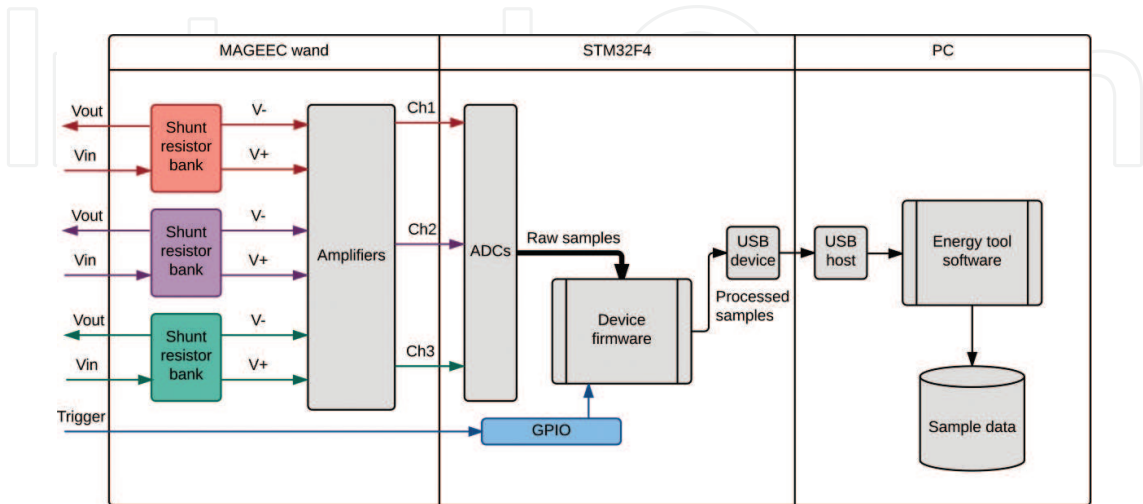 MAGEEC wand
STM32F4
PC
Vout
Vin
Shunt
resistor
bank
V-
V+
Vout
Vin
Shunt
resistor
bank
V-
V+
Vout
Vin
Shunt
resistor
bank
V-
V+
Trigger
Amplifiers
Ch1
Ch2
Ch3
ADCs
Raw samples
Device
firmware
GPIO
USB
device
Processed
samples
USB
host
Energy tool
software
Sample data